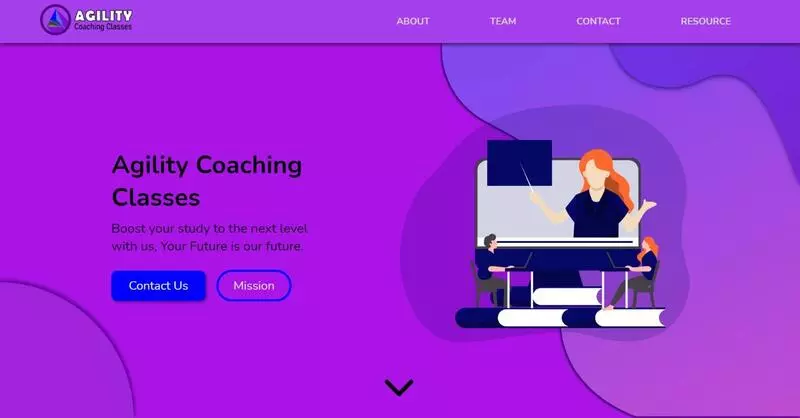 AGILITY
Coaching Classes
ABOUT
TEAM
CONTACT
RESOURCE
Agility Coaching
Classes
Boost your study to the next level
with us, Your Future is our future.
Contact Us
Mission